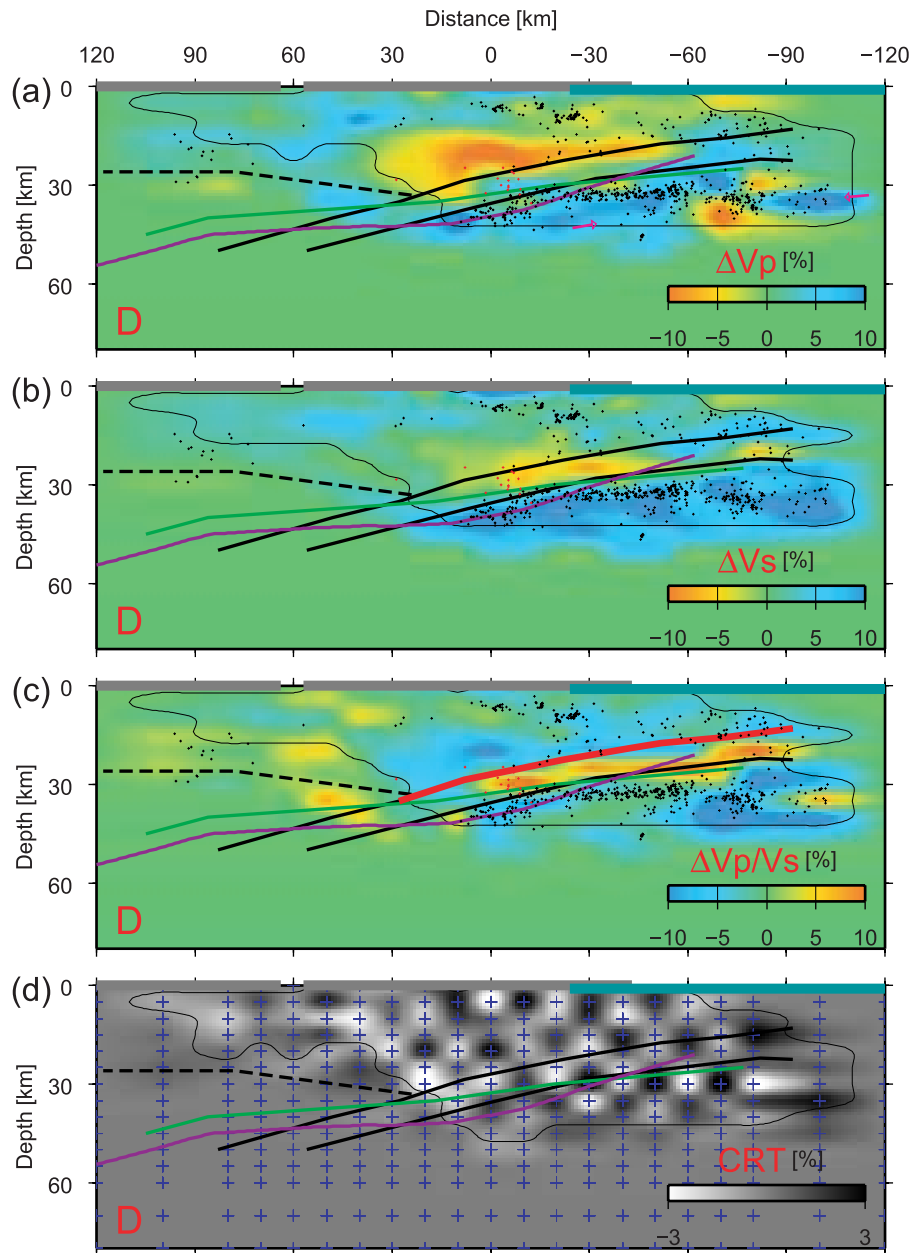 Distance [km]
120 90 60 30 0 −30 −60 −90 −120
(a)
0
30
60
Depth [km]
ΔVp [%]
−10 −5 0 5 10
D
(b)
0
30
60
Depth [km]
ΔVs [%]
−10 −5 0 5 10
D
(c)
0
30
60
Depth [km]
ΔVp/Vs [%]
−10 −5 0 5 10
D
(d)
0
30
60
Depth [km]
CRT [%]
−3 3
D